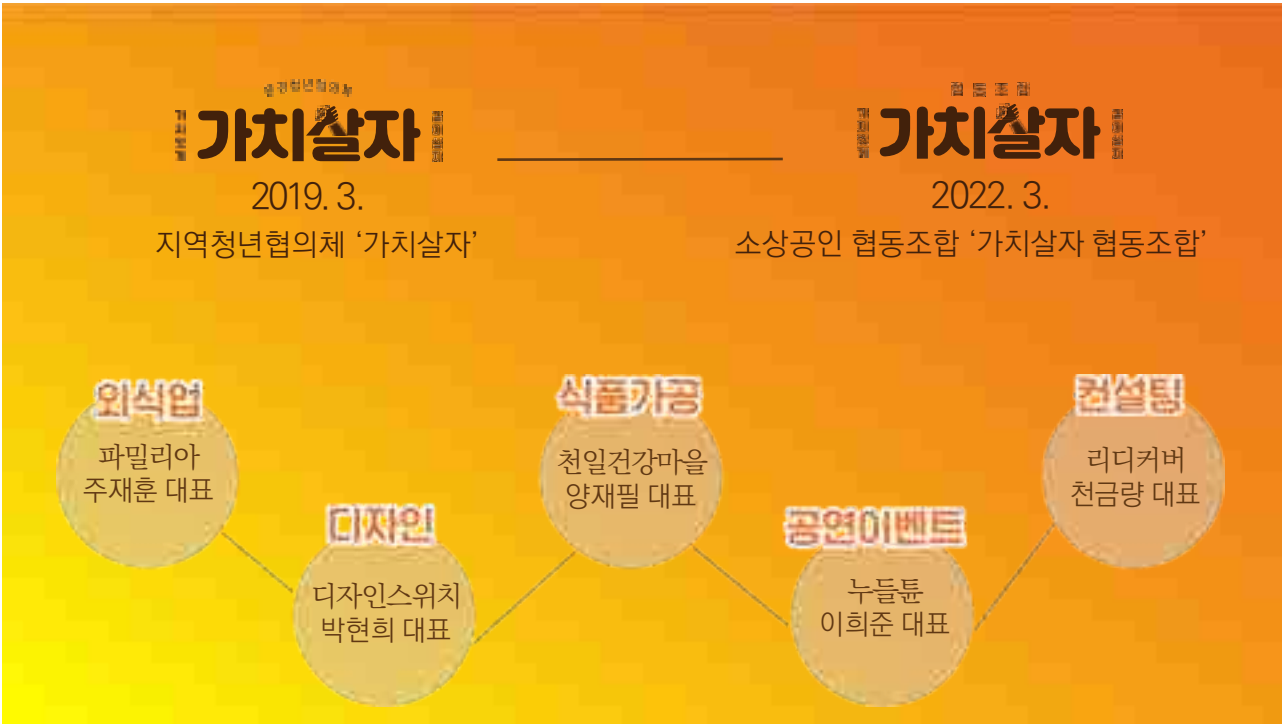 가치살자
2019. 3.
지역청년협의체 ‘가치살자’
협동조합
가치살자
2022. 3.
소상공인 협동조합 ‘가치살자 협동조합’
외식업
파밀리아
주재훈 대표
디자인
디자인스위치
박현희 대표
식품가공
천일건강마을
양재필 대표
공연이벤트
누들튠
이희준 대표
컨설팅
리디커버
천금량 대표